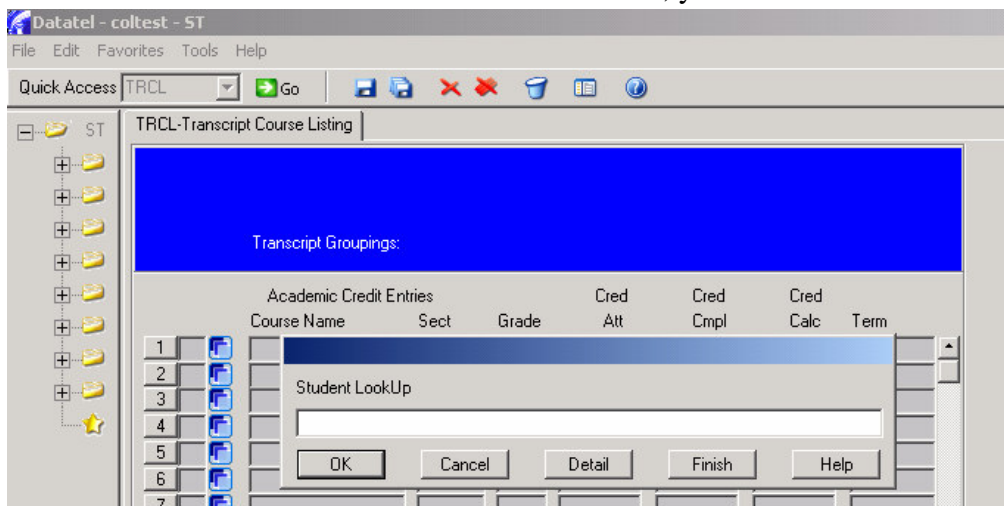 Datatel - coltest - ST
File Edit Favorites Tools Help
Quick Access TRCL Go
ST
TRCL-Transcript Course Listing
Transcript Groupings:
Academic Credit Entries Cred Cred Cred
Course Name Sect Grade Att Cmpl Calc Term
1
2
3
4
5
6
7
Student LookUp
OK Cancel Detail Finish Help